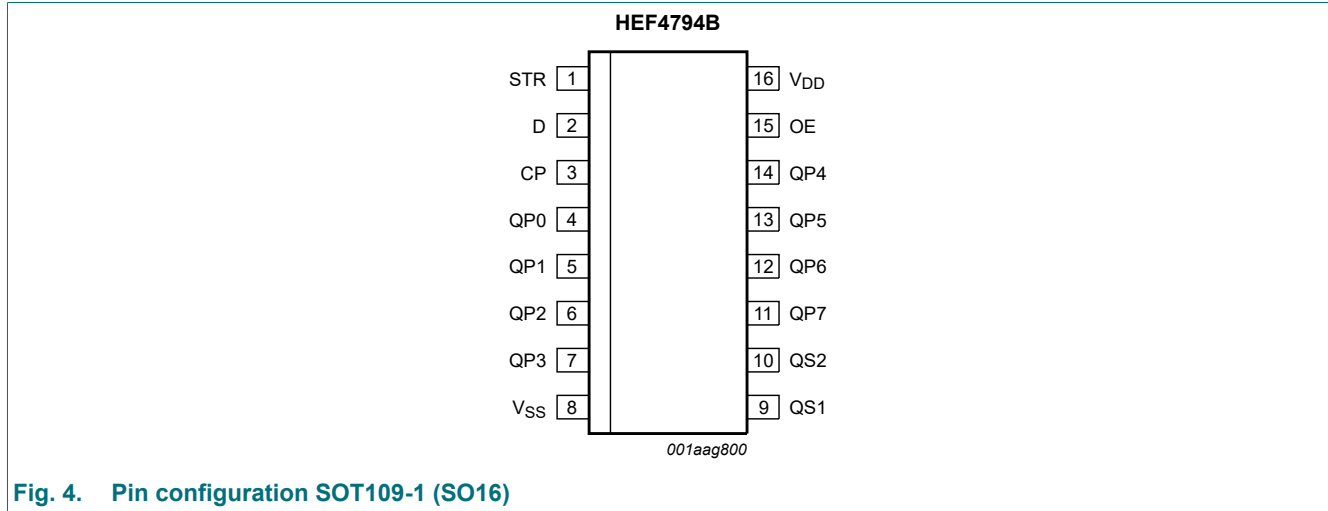 HEF4794B
STR 1
16 VDD
D 2
15 OE
CP 3
14 QP4
QP0 4
13 QP5
QP1 5
12 QP6
QP2 6
11 QP7
QP3 7
10 QS2
VSS 8
9 QS1
001aag800
Fig. 4. Pin configuration SOT109-1 (SO16)